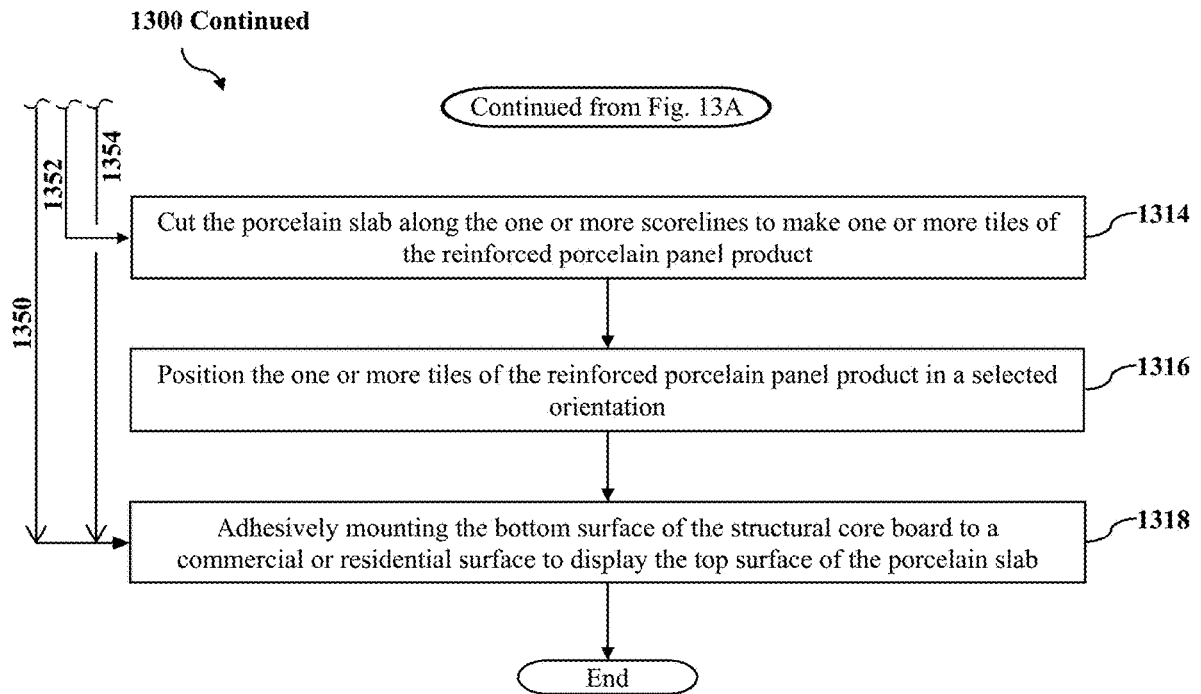 1300 Continued
Continued from Fig. 13A
1352
1354
1350
Cut the porcelain slab along the one or more scorelines to make one or more tiles of
the reinforced porcelain panel product
1314
Position the one or more tiles of the reinforced porcelain panel product in a selected
orientation
1316
Adhesively mounting the bottom surface of the structural core board to a
commercial or residential surface to display the top surface of the porcelain slab
1318
End